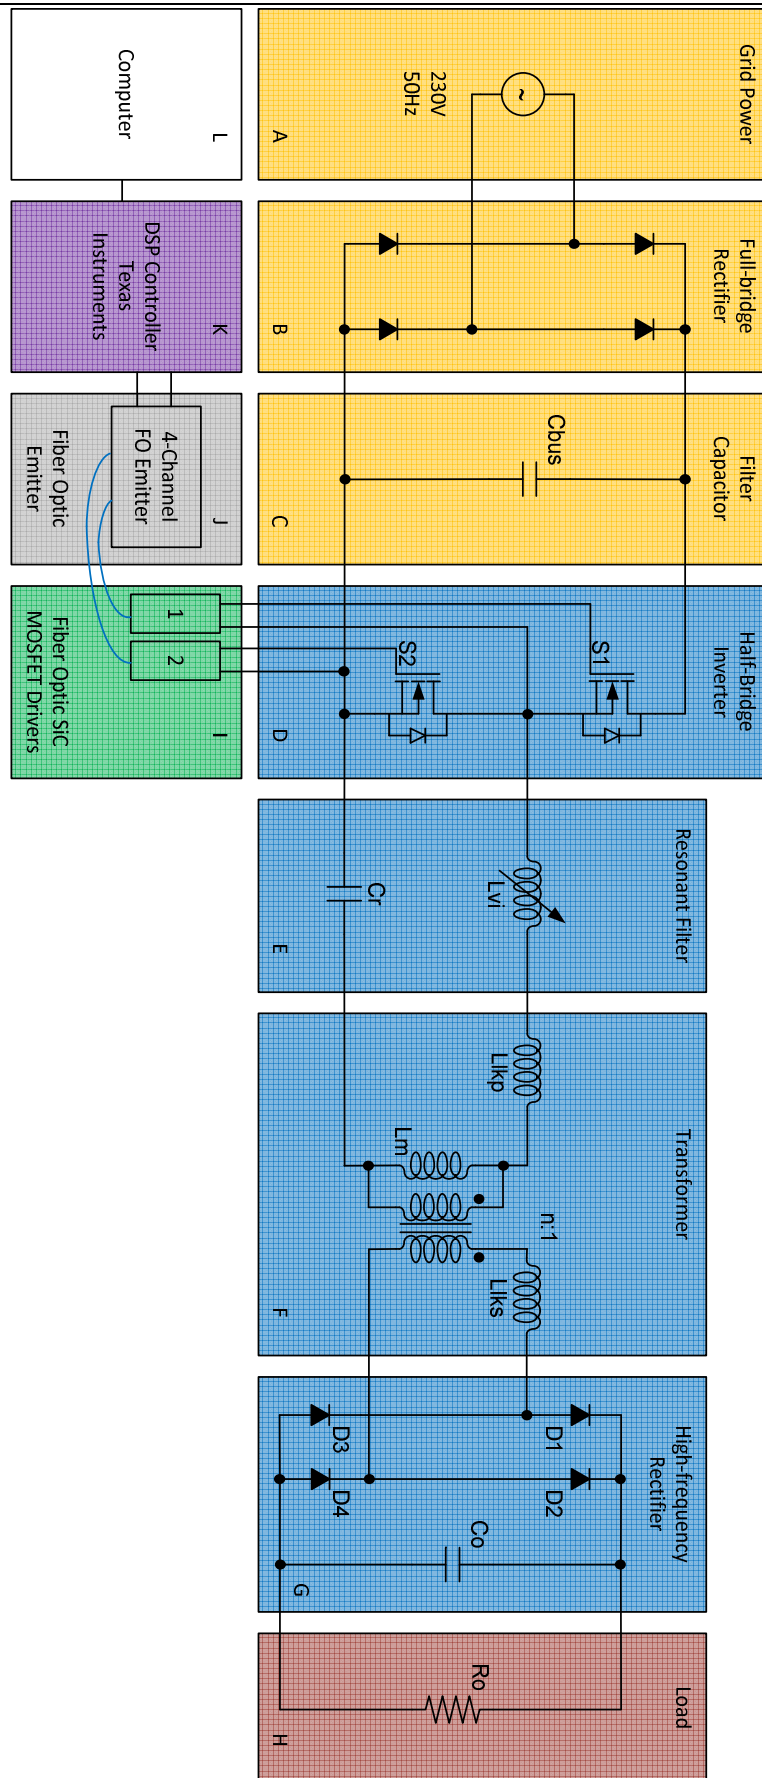 Grid Power
230V
50Hz
A
Full-bridge
Rectifier
B
Filter
Capacitor
Cbus
C
Half-Bridge
Inverter
S1
S2
D
Resonant Filter
Lvi
Cr
E
Transformer
Llkp
Lm
n:1
Llks
F
High-frequency
Rectifier
D1
D2
D3
D4
Co
G
Load
Ro
H
Computer
L
DSP Controller
Texas
Instruments
K
4-Channel
FO Emitter
Fiber Optic
Emitter
J
1
2
Fiber Optic SiC
MOSFET Drivers
I